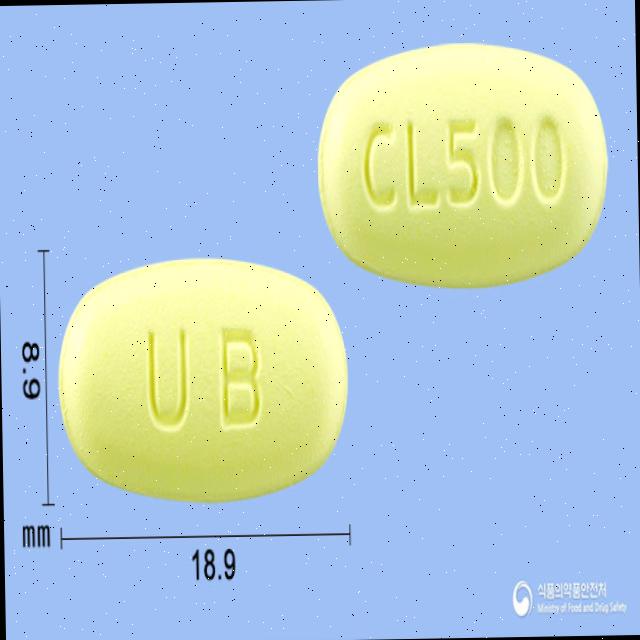 CL500
UB
8.9
mm
18.9
식품의약품안전처
Ministry of Food and Drug Safety